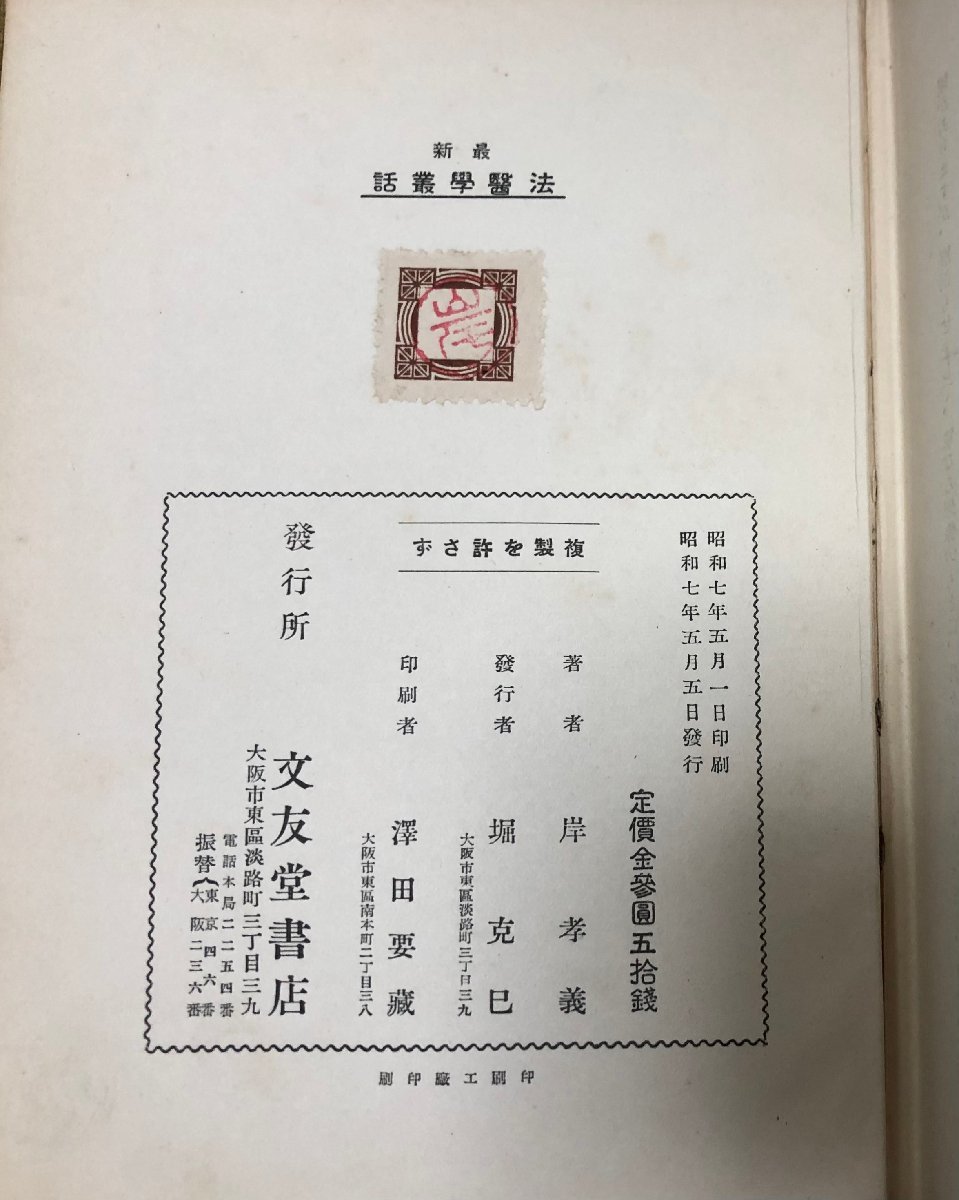 最新
法醫學叢話
昭和七年五月一日印刷
昭和七年五月五日發行
定價金參圓五拾錢
複製を許さず
著者 岸孝義
發行者 堀克巳
大阪市東區淡路町三丁目三九
印刷者 澤田要藏
大阪市東區南本町二丁目三八
發行所 文友堂書店
大阪市東區淡路町三丁目三九
電話本局二二五四番
振替(東京四六番
大阪二三六番
印刷工廠印刷